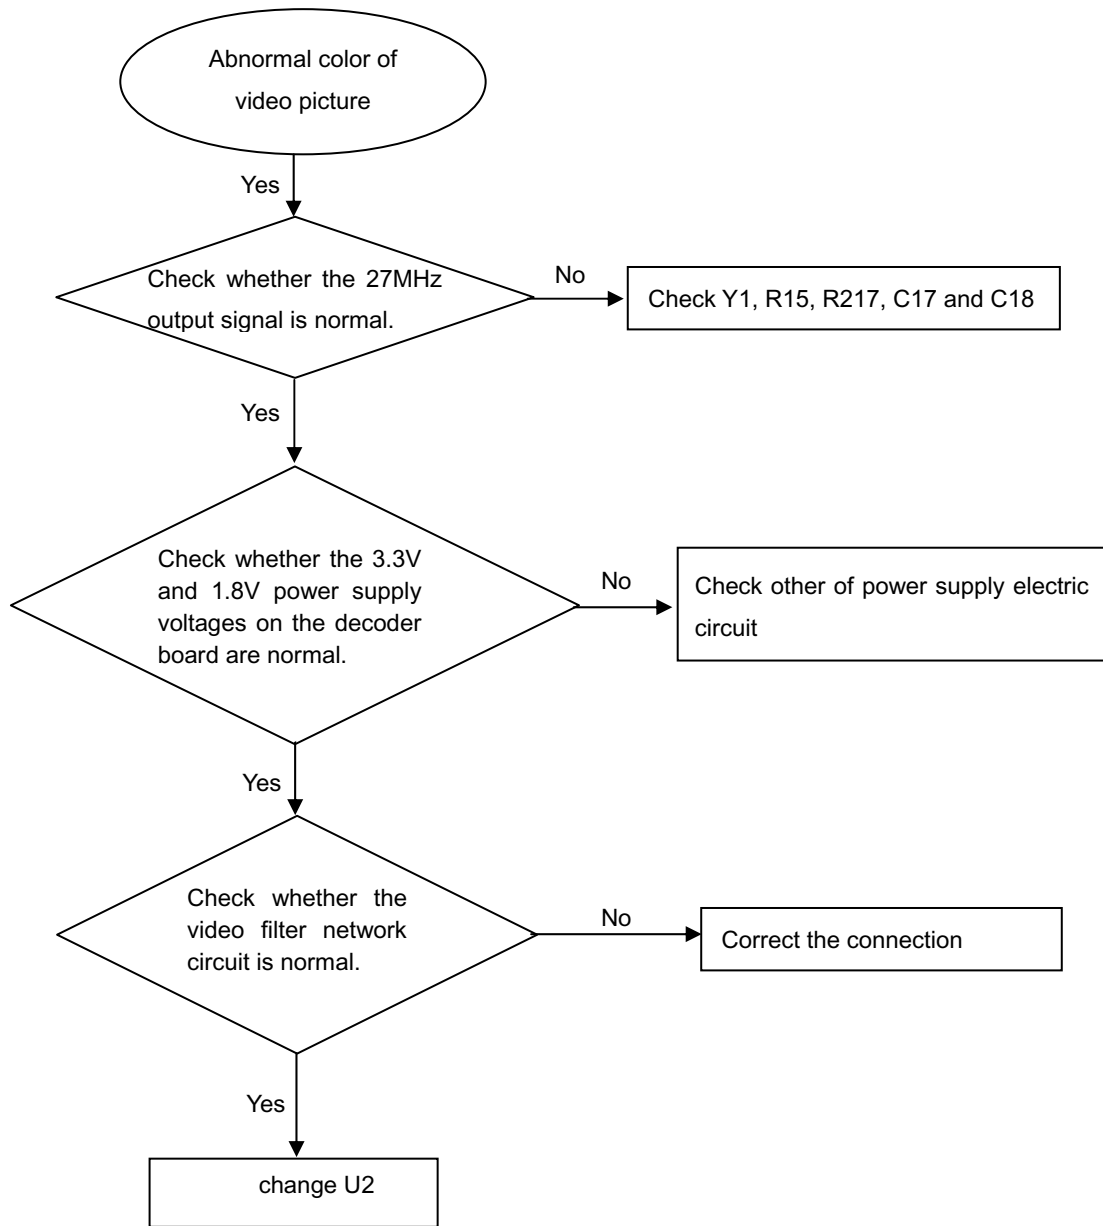 Abnormal color of
video picture
Yes
Check whether the 27MHz
output signal is normal.
No
Check Y1, R15, R217, C17 and C18
Yes
Check whether the 3.3V
and 1.8V power supply
voltages on the decoder
board are normal.
No
Check other of power supply electric
circuit
Yes
Check whether the
video filter network
circuit is normal.
No
Correct the connection
Yes
change U2